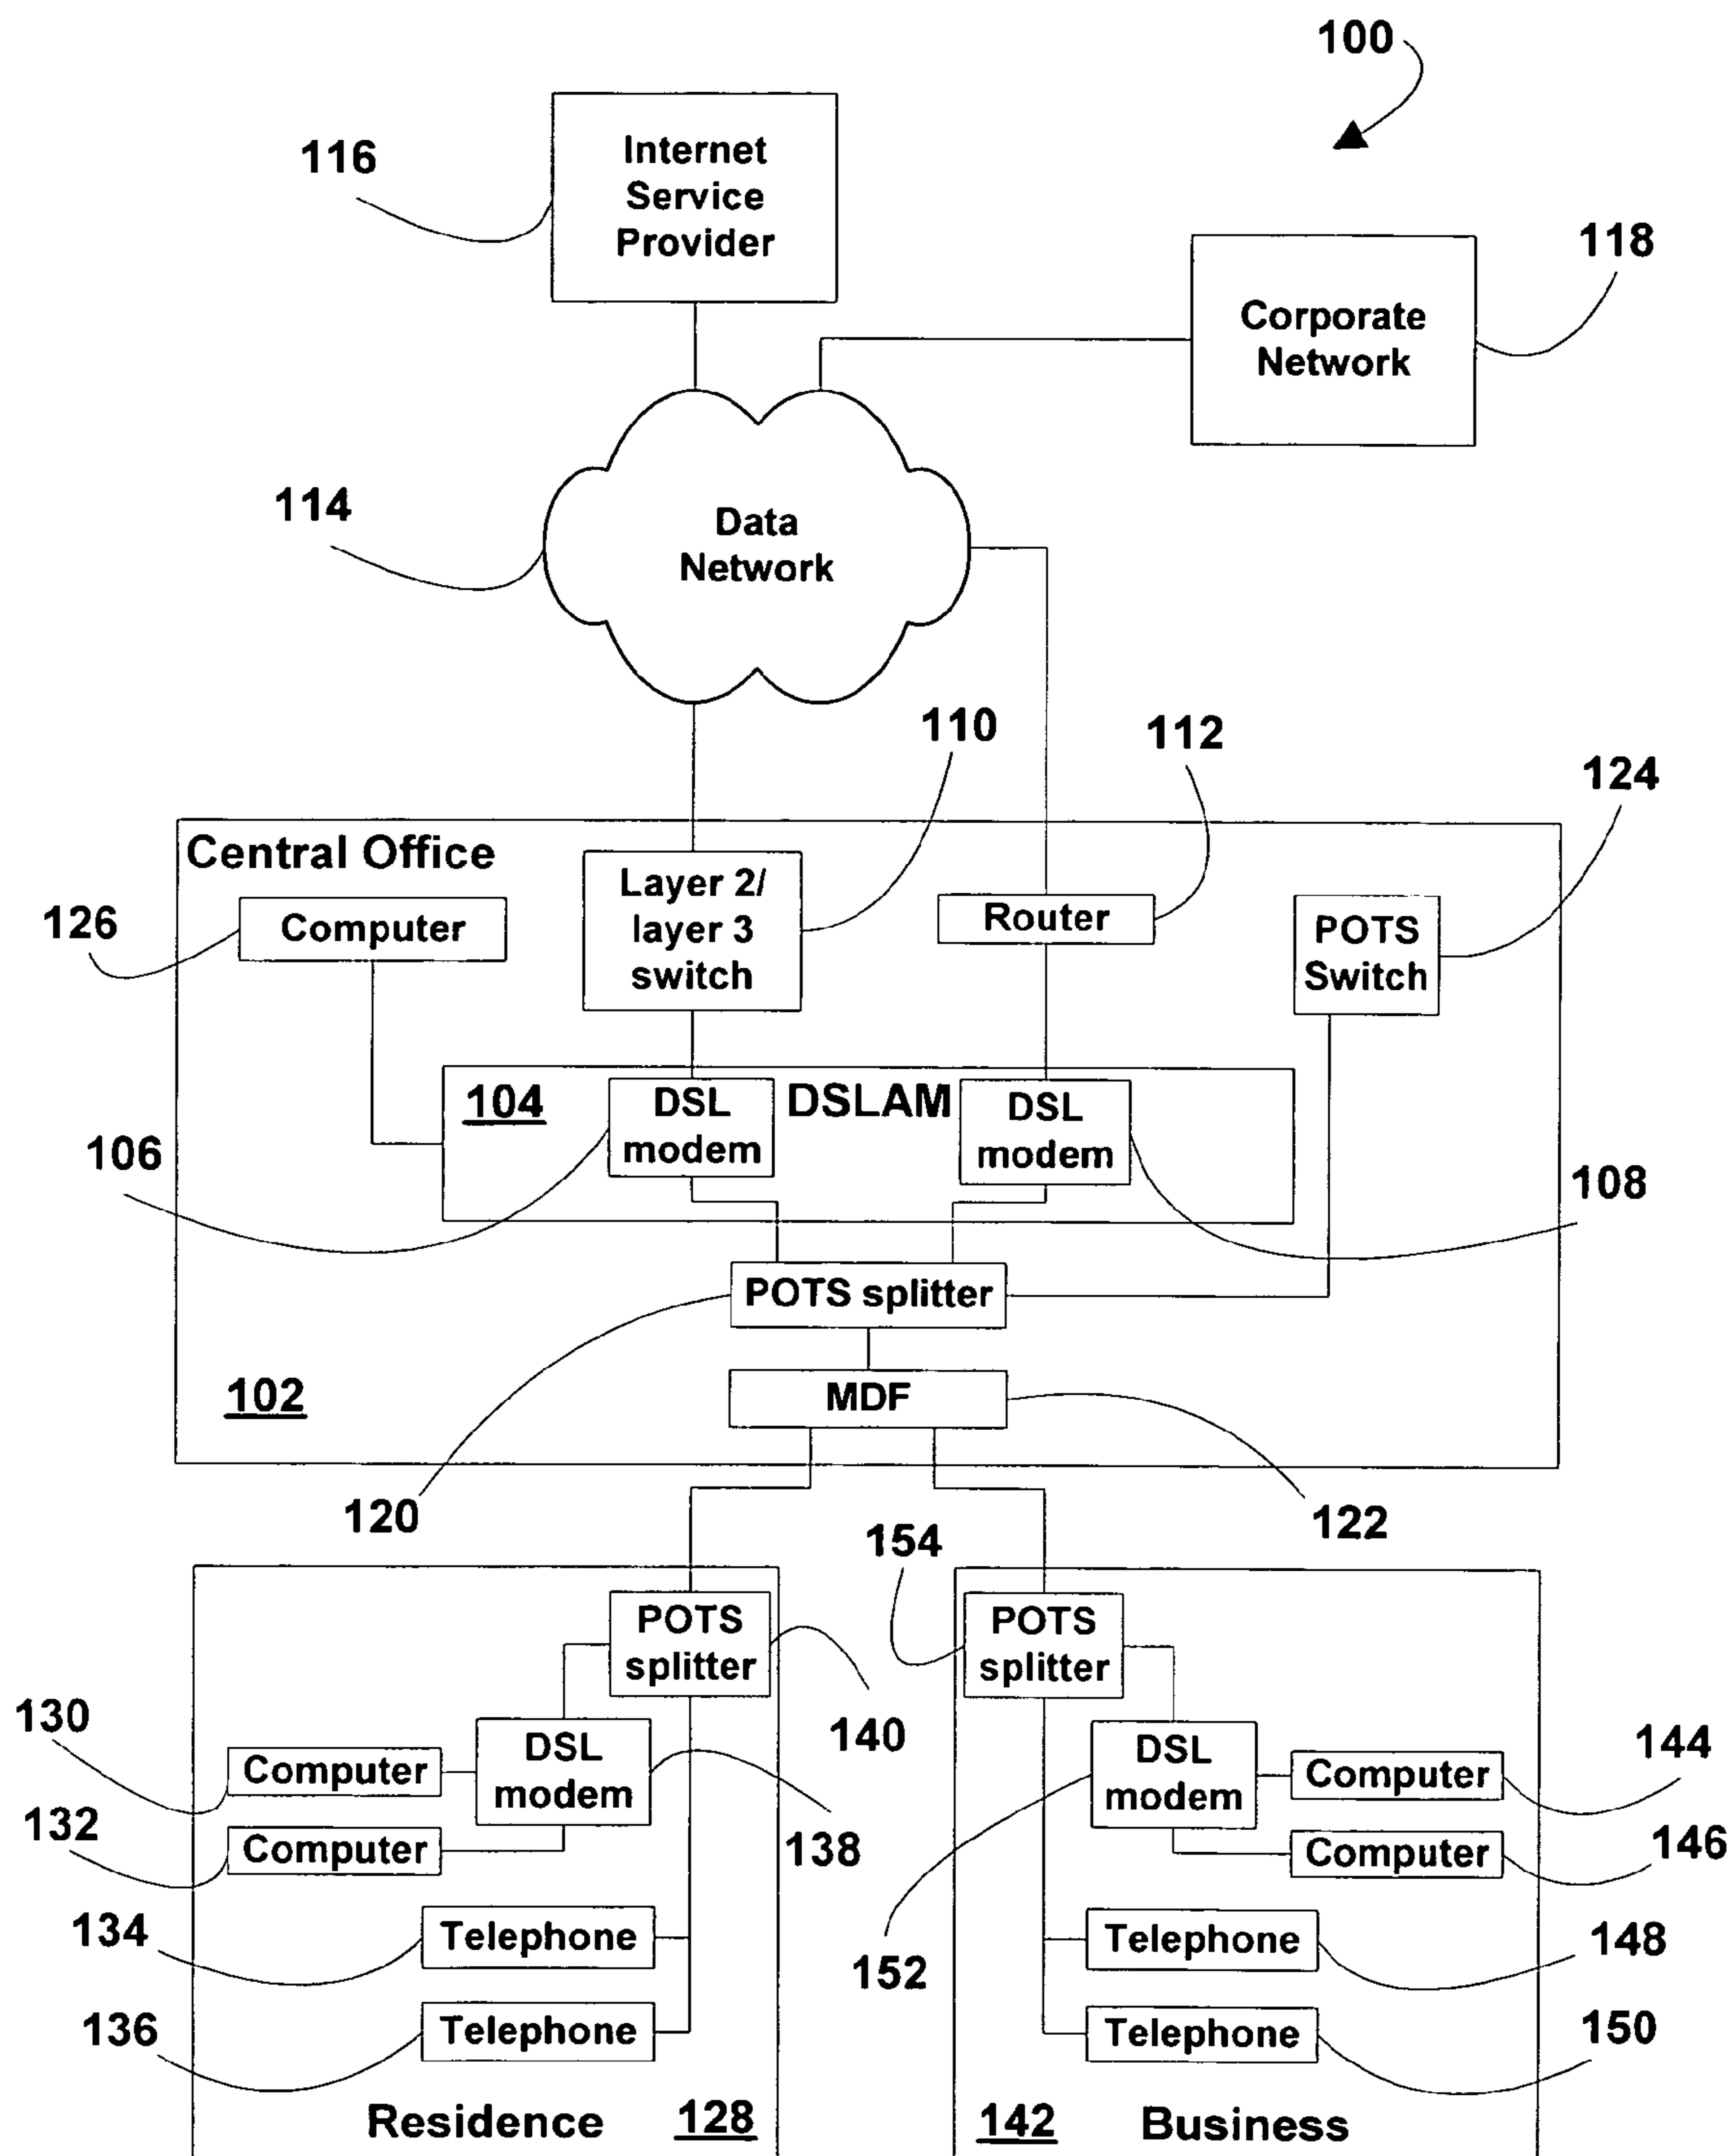 100
116
Internet
Service
Provider
118
Corporate
Network
114
Data
Network
110
112
124
Central Office
126
Computer
Layer 2/
layer 3
switch
Router
POTS
Switch
104
DSL
modem
DSLAM
DSL
modem
106
108
POTS splitter
MDF
102
120
122
154
POTS
splitter
POTS
splitter
140
130
Computer
DSL
modem
138
132
Computer
DSL
modem
Computer
144
Computer
146
152
134
Telephone
Telephone
148
136
Telephone
Telephone
150
Residence
128
142
Business